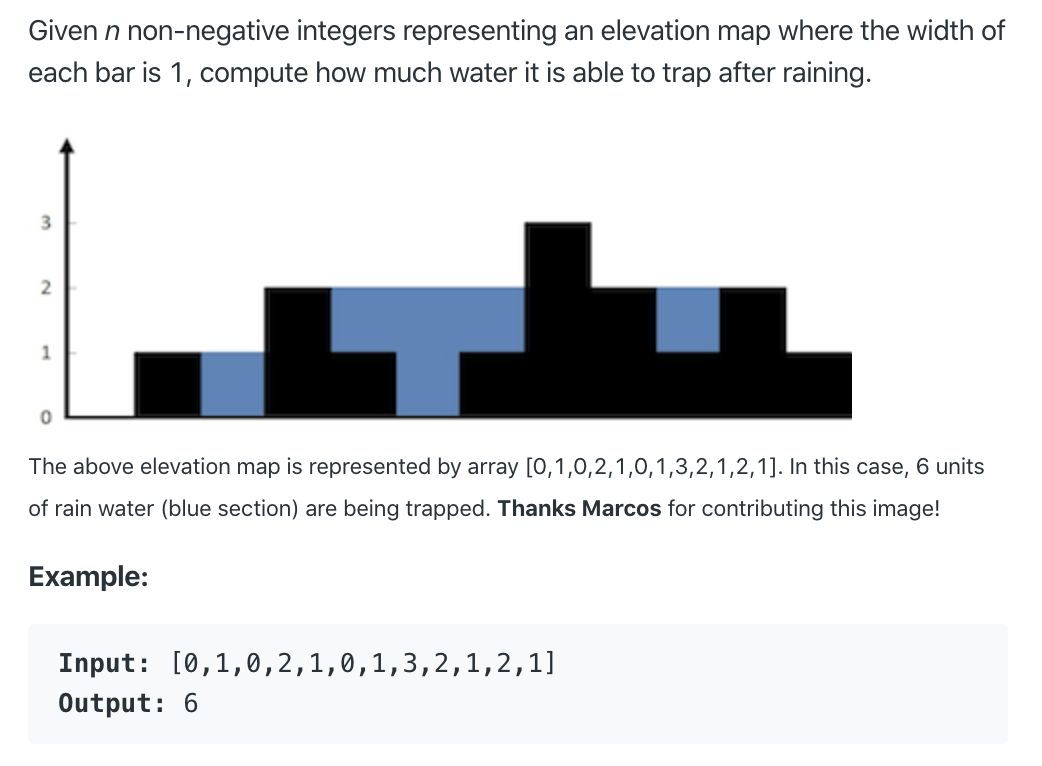 Given n non-negative integers representing an elevation map where the width of
each bar is 1, compute how much water it is able to trap after raining.
3
2
1
0
The above elevation map is represented by array [0,1,0,2,1,0,1,3,2,1,2,1]. In this case, 6 units
of rain water (blue section) are being trapped. Thanks Marcos for contributing this image!
Example:
Input: [0,1,0,2,1,0,1,3,2,1,2,1]
Output: 6